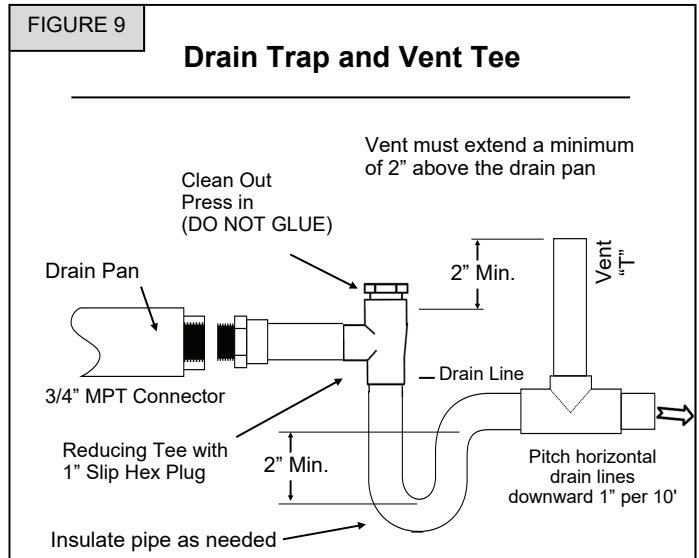 FIGURE 9
Drain Trap and Vent Tee
Vent must extend a minimum
of 2” above the drain pan
Clean Out
Press in
(DO NOT GLUE)
Drain Pan
2” Min.
Vent
“T”
3/4” MPT Connector
Drain Line
Reducing Tee with
1” Slip Hex Plug
2” Min.
Pitch horizontal
drain lines
downward 1” per 10'
Insulate pipe as needed